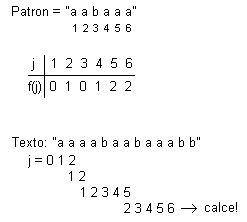 Patron = "a a b a a a"
1 2 3 4 5 6
j 1 2 3 4 5 6
f(j) 0 1 0 1 2 2
Texto: "a a a a b a a b a a a b b"
j = 0 1 2
1 2
1 2 3 4 5
2 3 4 5 6 → calce!